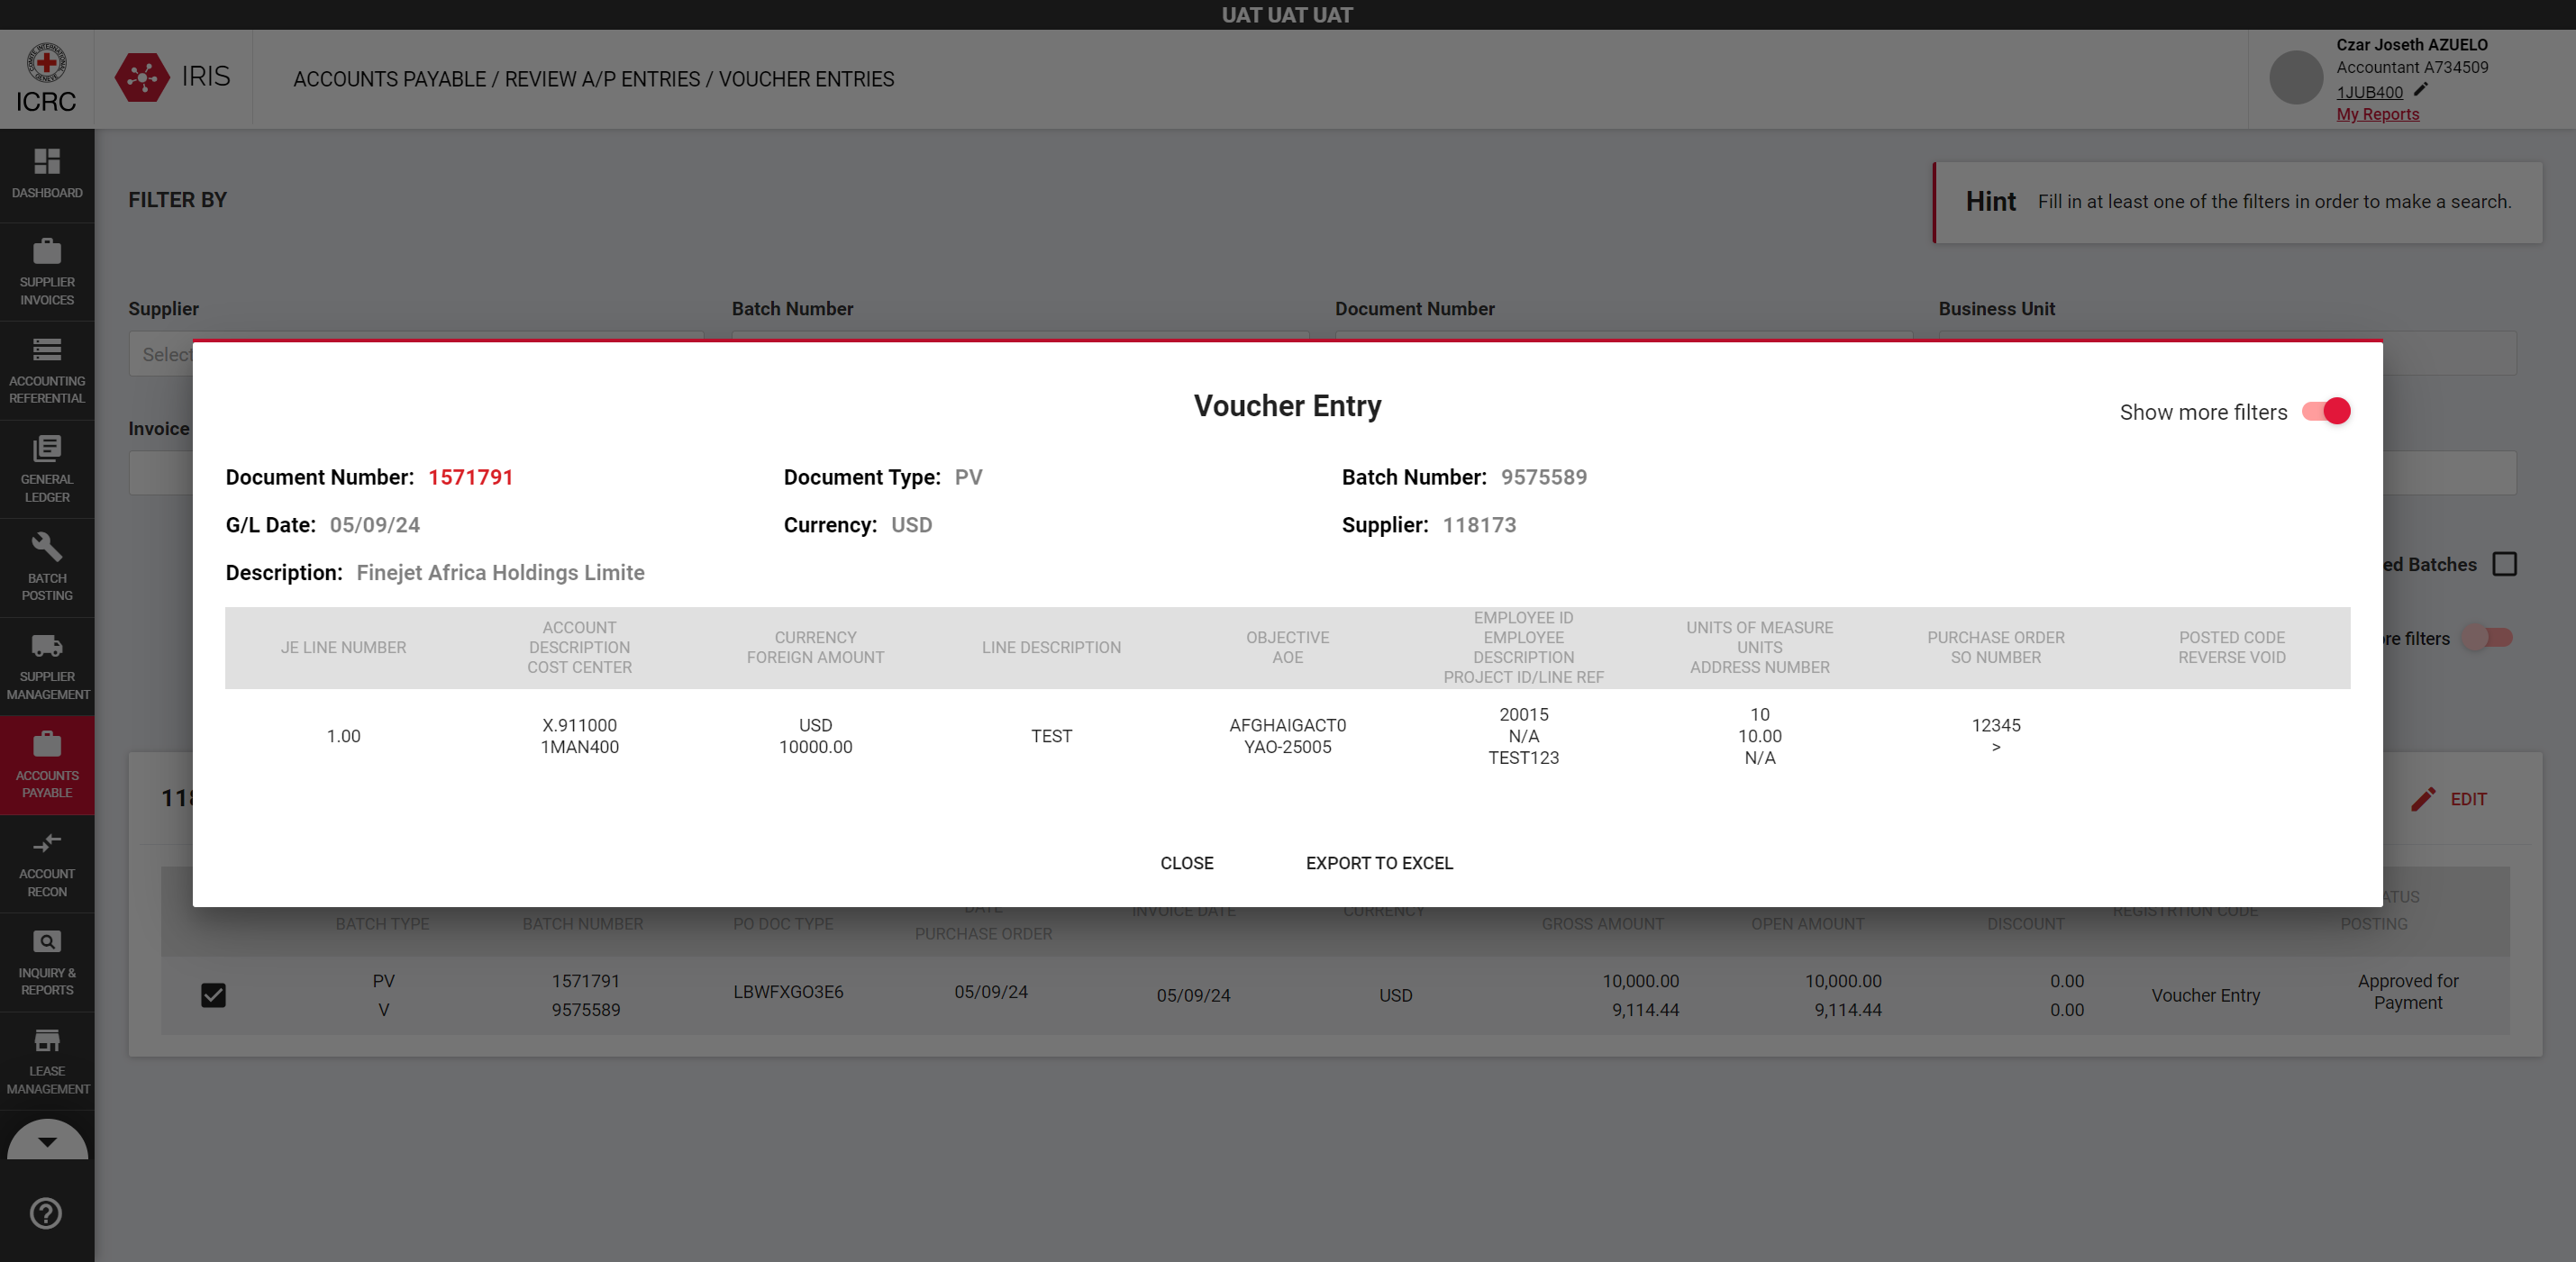 UAT UAT UAT
ICRC
IRIS
ACCOUNTS PAYABLE / REVIEW A/P ENTRIES / VOUCHER ENTRIES
Czar Joseth AZUELO
Accountant A734509
1JUB400
My Reports
DASHBOARD
SUPPLIER
INVOICES
ACCOUNTING
REFERENTIAL
GENERAL
LEDGER
BATCH
POSTING
SUPPLIER
MANAGEMENT
ACCOUNTS
PAYABLE
ACCOUNT
RECON
INQUIRY &
REPORTS
LEASE
MANAGEMENT
FILTER BY
Hint Fill in at least one of the filters in order to make a search.
Supplier
Batch Number
Document Number
Business Unit
Select
Invoice
ed Batches
re filters
Voucher Entry
Show more filters
Document Number: 1571791
Document Type: PV
Batch Number: 9575589
G/L Date: 05/09/24
Currency: USD
Supplier: 118173
Description: Finejet Africa Holdings Limite
JE LINE NUMBER
ACCOUNT
DESCRIPTION
COST CENTER
CURRENCY
FOREIGN AMOUNT
LINE DESCRIPTION
OBJECTIVE
AOE
EMPLOYEE ID
EMPLOYEE
DESCRIPTION
PROJECT ID/LINE REF
UNITS OF MEASURE
UNITS
ADDRESS NUMBER
PURCHASE ORDER
SO NUMBER
POSTED CODE
REVERSE VOID
1.00
X.911000
1MAN400
USD
10000.00
TEST
AFGHAIGACT0
YAO-25005
20015
N/A
TEST123
10
10.00
N/A
12345
>
CLOSE
EXPORT TO EXCEL
118
EDIT
BATCH TYPE
BATCH NUMBER
PO DOC TYPE
DATE
PURCHASE ORDER
INVOICE DATE
CURRENCY
GROSS AMOUNT
OPEN AMOUNT
DISCOUNT
REGISTRTION CODE
ATUS
POSTING
PV
V
1571791
9575589
LBWFXGO3E6
05/09/24
05/09/24
USD
10,000.00
9,114.44
10,000.00
9,114.44
0.00
0.00
Voucher Entry
Approved for
Payment